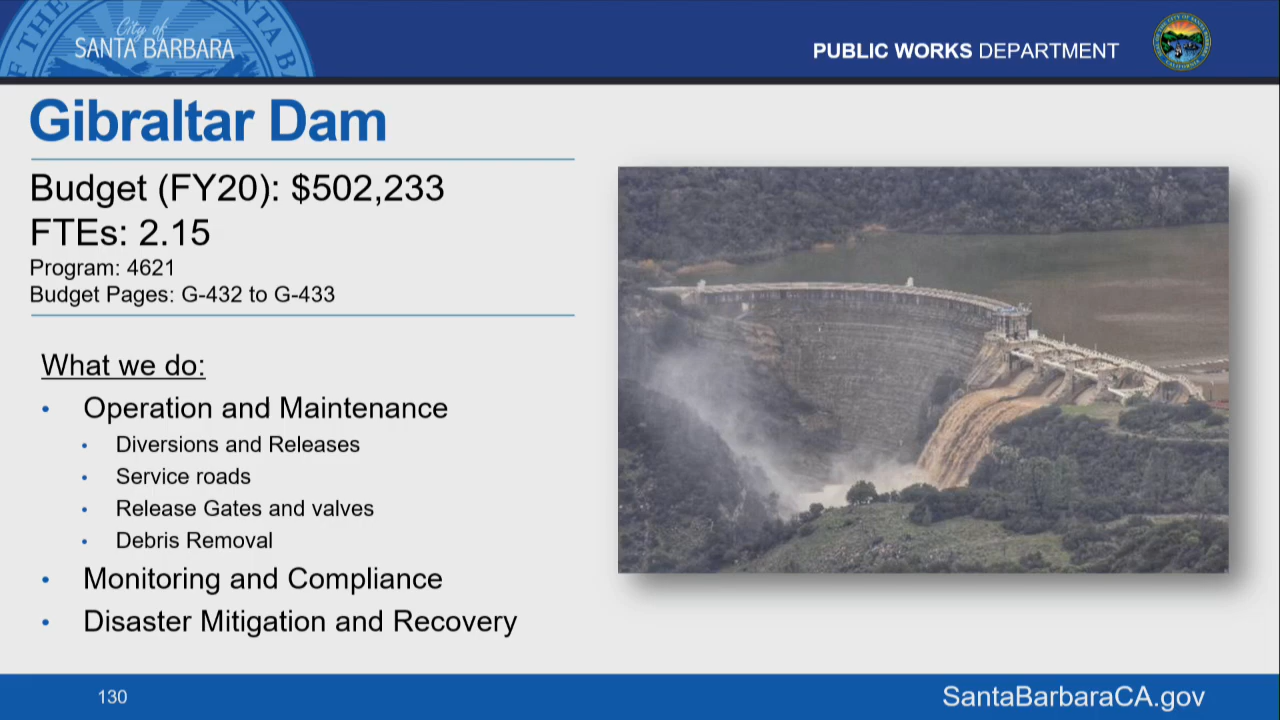 City of
SANTA BARBARA
PUBLIC WORKS DEPARTMENT
Gibraltar Dam
Budget (FY20): $502,233
FTEs: 2.15
Program: 4621
Budget Pages: G-432 to G-433
What we do:
• Operation and Maintenance
• Diversions and Releases
• Service roads
• Release Gates and valves
• Debris Removal
• Monitoring and Compliance
• Disaster Mitigation and Recovery
130
SantaBarbaraCA.gov